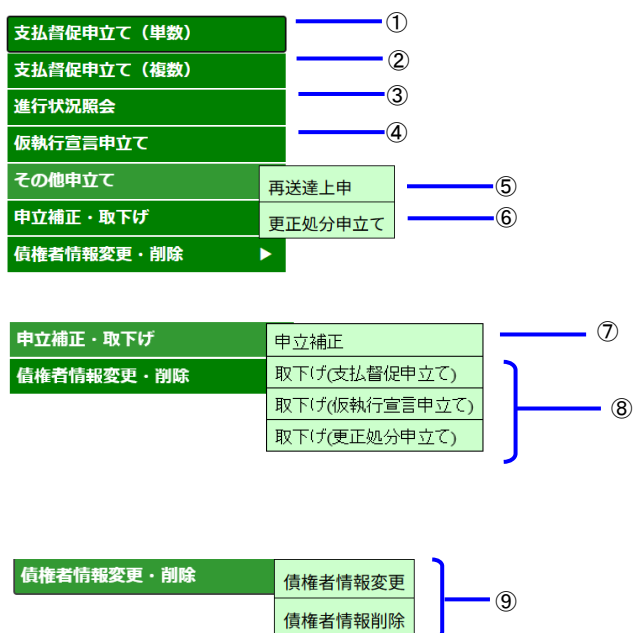 支払督促申立て（単数） ①
支払督促申立て（複数） ②
進行状況照会 ③
仮執行宣言申立て ④
その他申立て 再送達上申 ⑤
申立補正・取下げ 更正処分申立て ⑥
債権者情報変更・削除 ▶
申立補正・取下げ 申立補正 ⑦
債権者情報変更・削除 取下げ(支払督促申立て)
取下げ(仮執行宣言申立て) ⑧
取下げ(更正処分申立て)
債権者情報変更・削除 債権者情報変更 ⑨
債権者情報削除